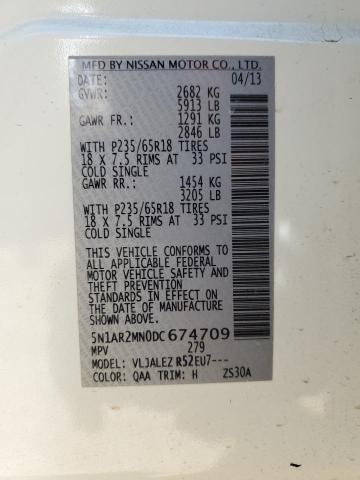 MFD BY NISSAN MOTOR CO., LTD.
DATE: 04/13
GVWR: 2682 KG
5913 LB
GAWR FR.: 1291 KG
2846 LB
WITH P235/65R18 TIRES
18 X 7.5 RIMS AT 33 PSI
COLD SINGLE
GAWR RR.: 1454 KG
3205 LB
WITH P235/65R18 TIRES
18 X 7.5 RIMS AT 33 PSI
COLD SINGLE
THIS VEHICLE CONFORMS TO
ALL APPLICABLE FEDERAL
MOTOR VEHICLE SAFETY AND
THEFT PREVENTION
STANDARDS IN EFFECT ON
THE DATE OF MANUFACTURE
SHOWN ABOVE.
5N1AR2MN0DC674709
MPV 279
MODEL: VLJALEZ R52EU7---
COLOR: QAA TRIM: H ZS30A